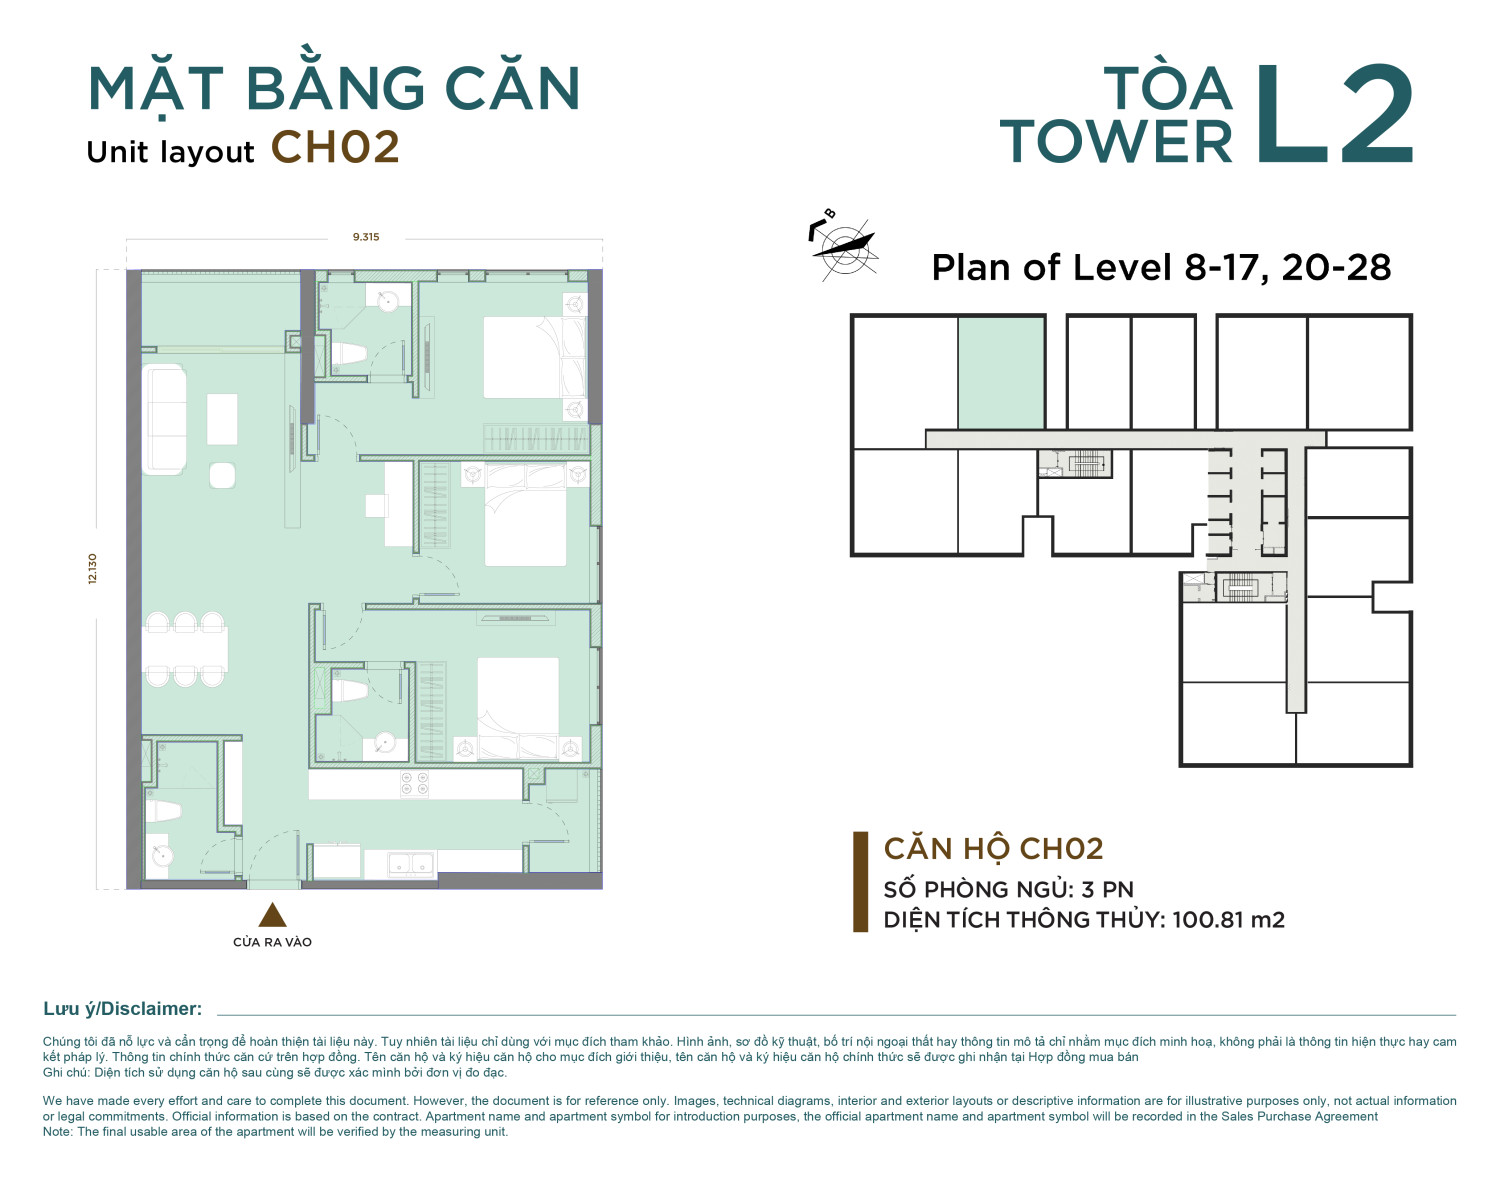 MẶT BẰNG CĂN
Unit layout CH02
TÒA
TOWER L2
9.315
12.130
CỬA RA VÀO
B
Plan of Level 8-17, 20-28
CĂN HỘ CH02
SỐ PHÒNG NGỦ: 3 PN
DIỆN TÍCH THÔNG THỦY: 100.81 m2
Lưu ý/Disclaimer:
Chúng tôi đã nỗ lực và cẩn trọng để hoàn thiện tài liệu này. Tuy nhiên tài liệu chỉ dùng với mục đích tham khảo. Hình ảnh, sơ đồ kỹ thuật, bố trí nội ngoại thất hay thông tin mô tả chỉ nhằm mục đích minh hoạ, không phải là thông tin hiện thực hay cam
kết pháp lý. Thông tin chính thức căn cứ trên hợp đồng. Tên căn hộ và ký hiệu căn hộ cho mục đích giới thiệu, tên căn hộ và ký hiệu căn hộ chính thức sẽ được ghi nhận tại Hợp đồng mua bán
Ghi chú: Diện tích sử dụng căn hộ sau cùng sẽ được xác minh bởi đơn vị đo đạc.
We have made every effort and care to complete this document. However, the document is for reference only. Images, technical diagrams, interior and exterior layouts or descriptive information are for illustrative purposes only, not actual information
or legal commitments. Official information is based on the contract. Apartment name and apartment symbol for introduction purposes, the official apartment name and apartment symbol will be recorded in the Sales Purchase Agreement
Note: The final usable area of the apartment will be verified by the measuring unit.